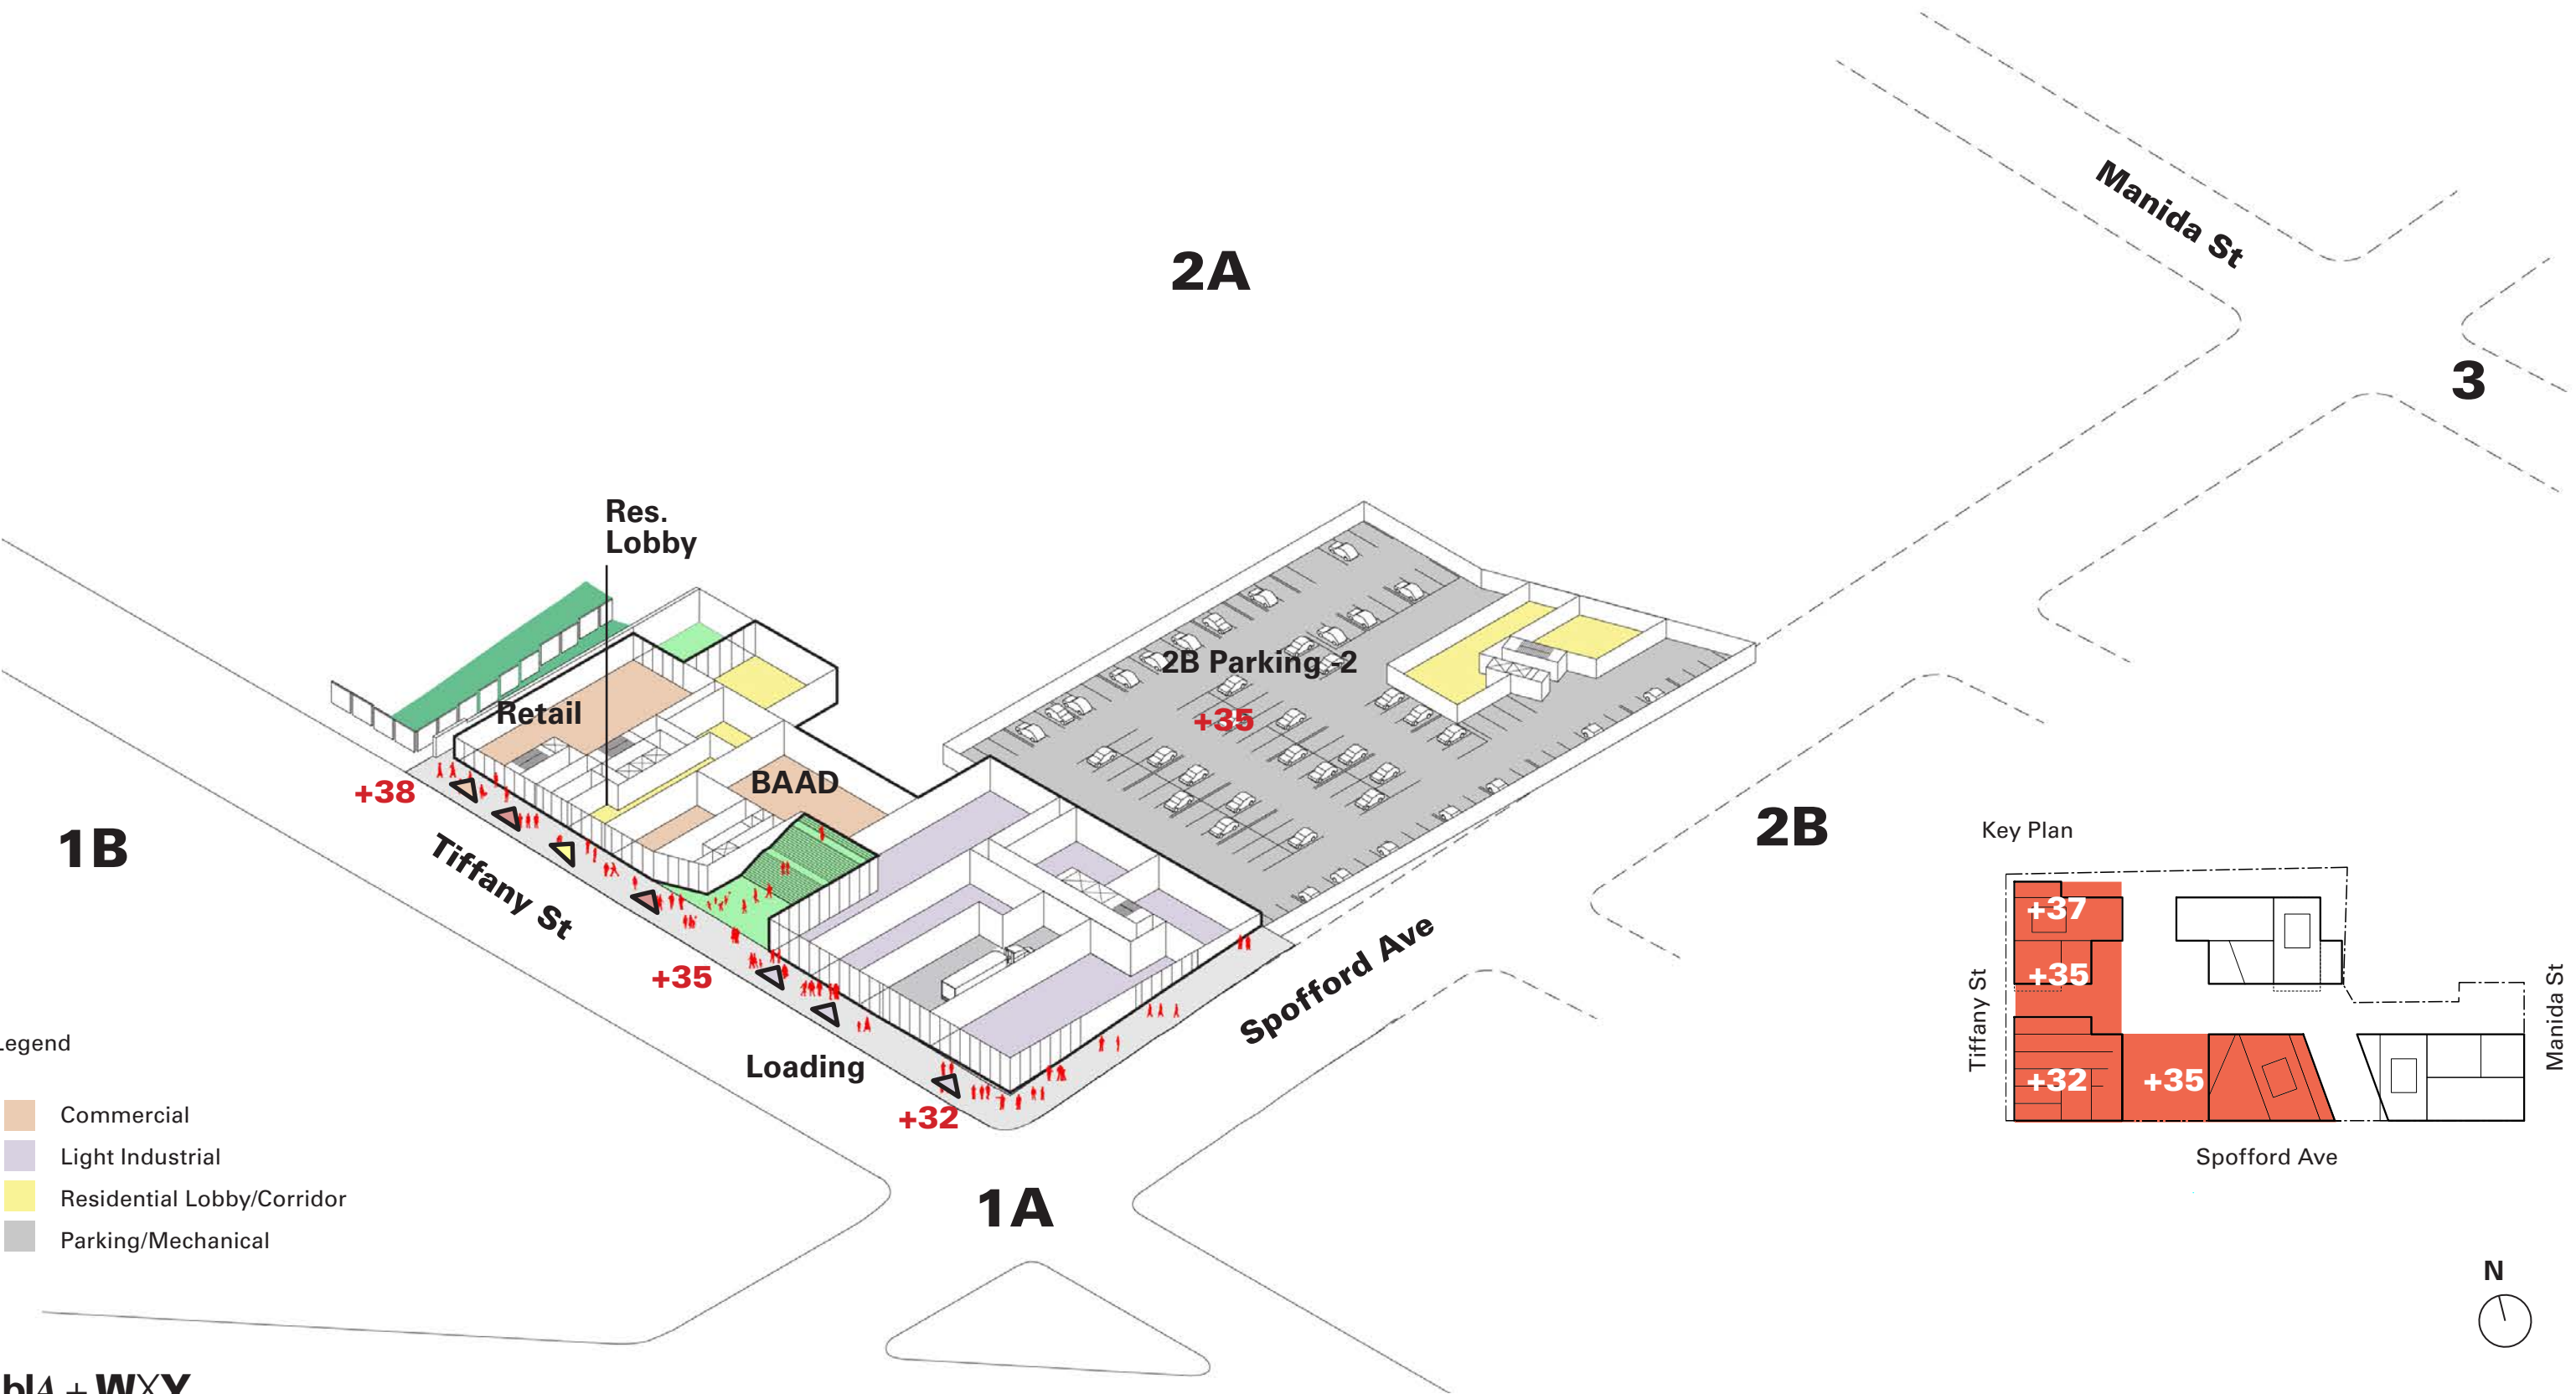 Manida St
2A
3
Res.
Lobby
2B Parking -2
+35
Retail
BAAD
+38
1B
Tiffany St
2B
+35
Spofford Ave
Loading
+32
1A
Legend
Commercial
Light Industrial
Residential Lobby/Corridor
Parking/Mechanical
Key Plan
+37
+35
+32
+35
Tiffany St
Manida St
Spofford Ave
N
+ WXY